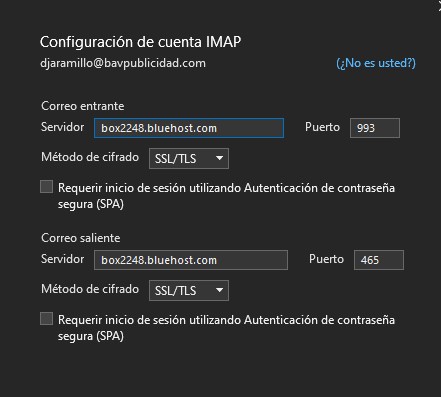 Configuración de cuenta IMAP
djaramillo@bavpublicidad.com (¿No es usted?)
Correo entrante
Servidor box2248.bluehost.com Puerto 993
Método de cifrado SSL/TLS
Requerir inicio de sesión utilizando Autenticación de contraseña
segura (SPA)
Correo saliente
Servidor box2248.bluehost.com Puerto 465
Método de cifrado SSL/TLS
Requerir inicio de sesión utilizando Autenticación de contraseña
segura (SPA)